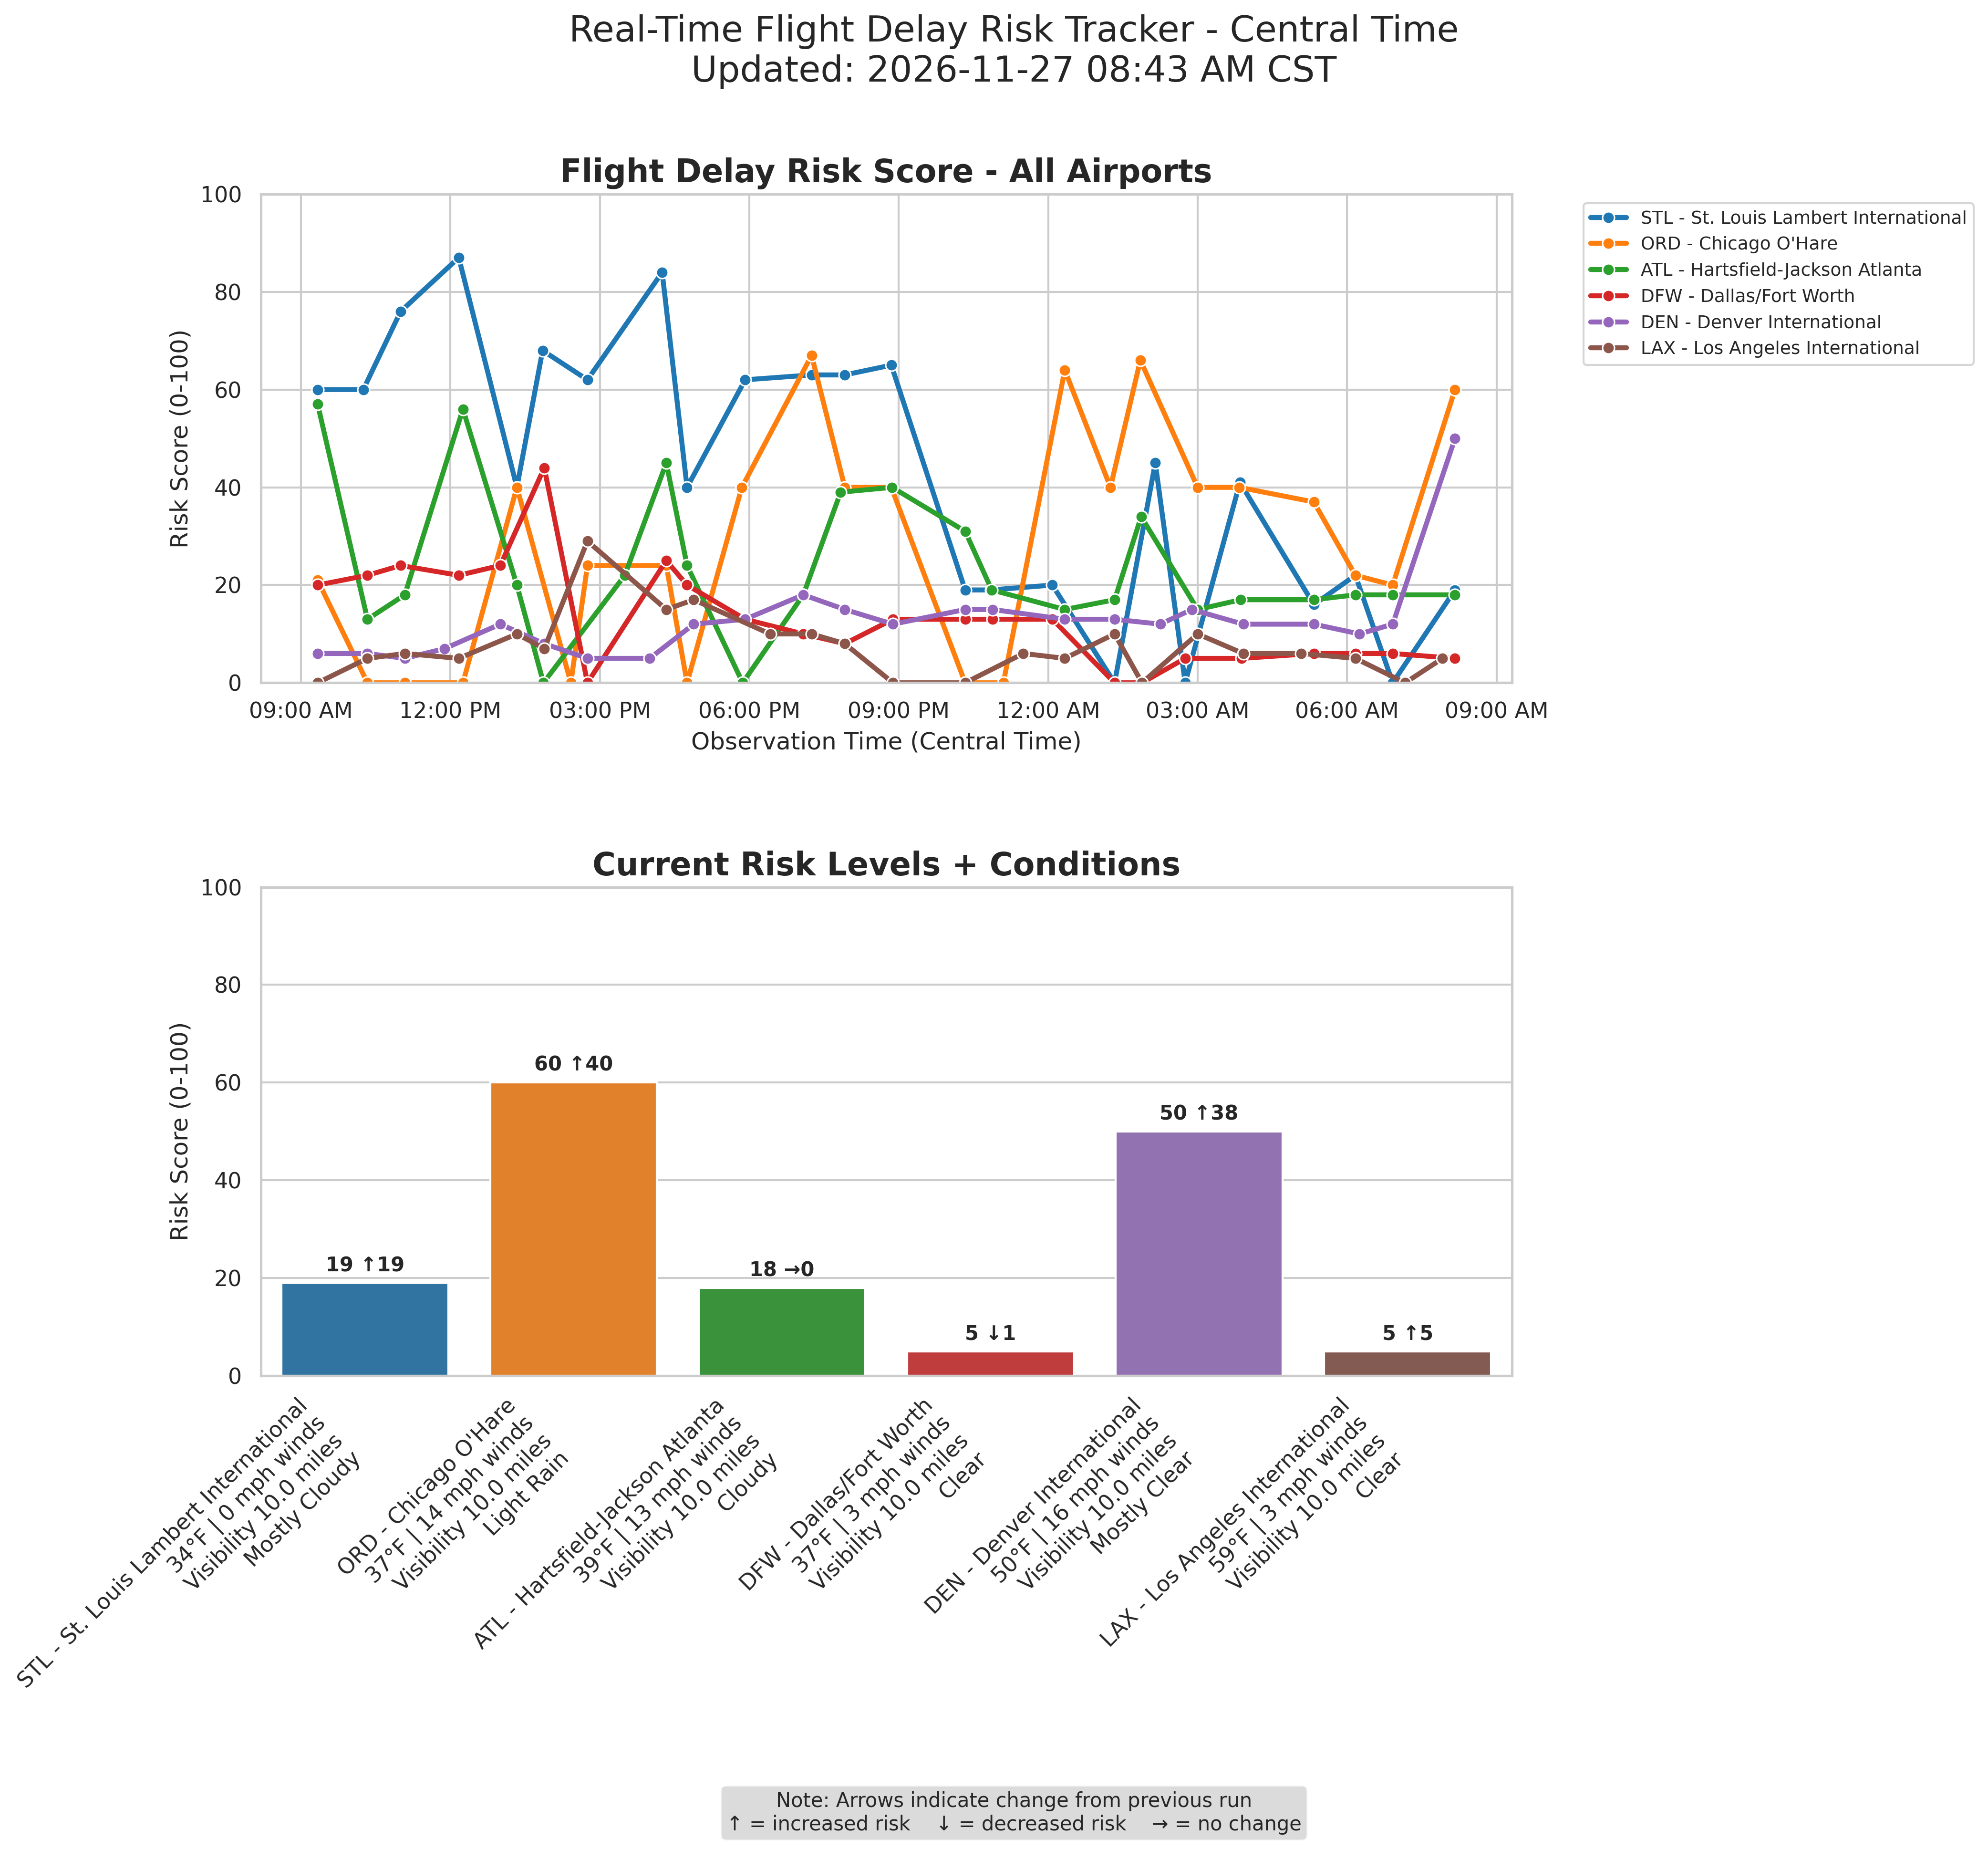 Real-Time Flight Delay Risk Tracker - Central Time
Updated: 2026-11-27 08:43 AM CST
Flight Delay Risk Score - All Airports
Risk Score (0-100)
100
80
60
40
20
0
09:00 AM
12:00 PM
03:00 PM
06:00 PM
09:00 PM
12:00 AM
03:00 AM
06:00 AM
09:00 AM
Observation Time (Central Time)
STL - St. Louis Lambert International
ORD - Chicago O'Hare
ATL - Hartsfield-Jackson Atlanta
DFW - Dallas/Fort Worth
DEN - Denver International
LAX - Los Angeles International
Current Risk Levels + Conditions
Risk Score (0-100)
100
80
60
40
20
0
19 ↑19
60 ↑40
18 →0
5 ↓1
50 ↑38
5 ↑5
STL - St. Louis Lambert International
34°F | 0 mph winds
Visibility 10.0 miles
Mostly Cloudy
ORD - Chicago O'Hare
37°F | 14 mph winds
Visibility 10.0 miles
Light Rain
ATL - Hartsfield-Jackson Atlanta
39°F | 13 mph winds
Visibility 10.0 miles
Cloudy
DFW - Dallas/Fort Worth
37°F | 3 mph winds
Visibility 10.0 miles
Clear
DEN - Denver International
50°F | 16 mph winds
Visibility 10.0 miles
Mostly Clear
LAX - Los Angeles International
59°F | 3 mph winds
Visibility 10.0 miles
Clear
Note: Arrows indicate change from previous run
↑ = increased risk ↓ = decreased risk → = no change